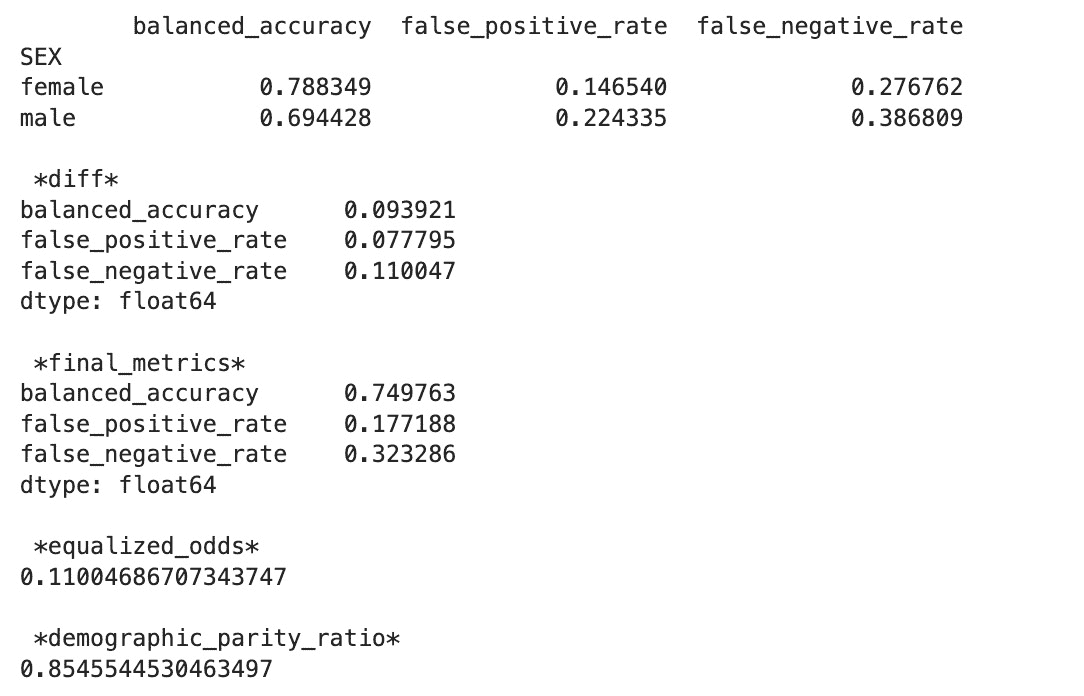 balanced_accuracy  false_positive_rate  false_negative_rate
SEX
female           0.788349             0.146540             0.276762
male             0.694428             0.224335             0.386809
*diff*
balanced_accuracy      0.093921
false_positive_rate    0.077795
false_negative_rate    0.110047
dtype: float64
*final_metrics*
balanced_accuracy      0.749763
false_positive_rate    0.177188
false_negative_rate    0.323286
dtype: float64
*equalized_odds*
0.11004686707343747
*demographic_parity_ratio*
0.8545544530463497